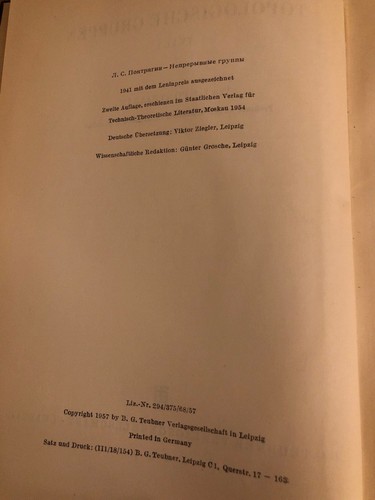 Л. С. Понтрягин — Непрерывные группы
1941 mit dem Leninpreis ausgezeichnet
Zweite Auflage, erschienen im Staatlichen Verlag für
Technisch-Theoretische Literatur, Moskau 1954
Deutsche Übersetzung: Viktor Ziegler, Leipzig
Wissenschaftliche Redaktion: Günter Grosche, Leipzig
Liz.-Nr. 294/375/68/57
Copyright 1957 by B. G. Teubner Verlagsgesellschaft in Leipzig
Printed in Germany
Satz und Druck: (III/18/154) B. G. Teubner, Leipzig C 1, Querstr. 17 – 163.